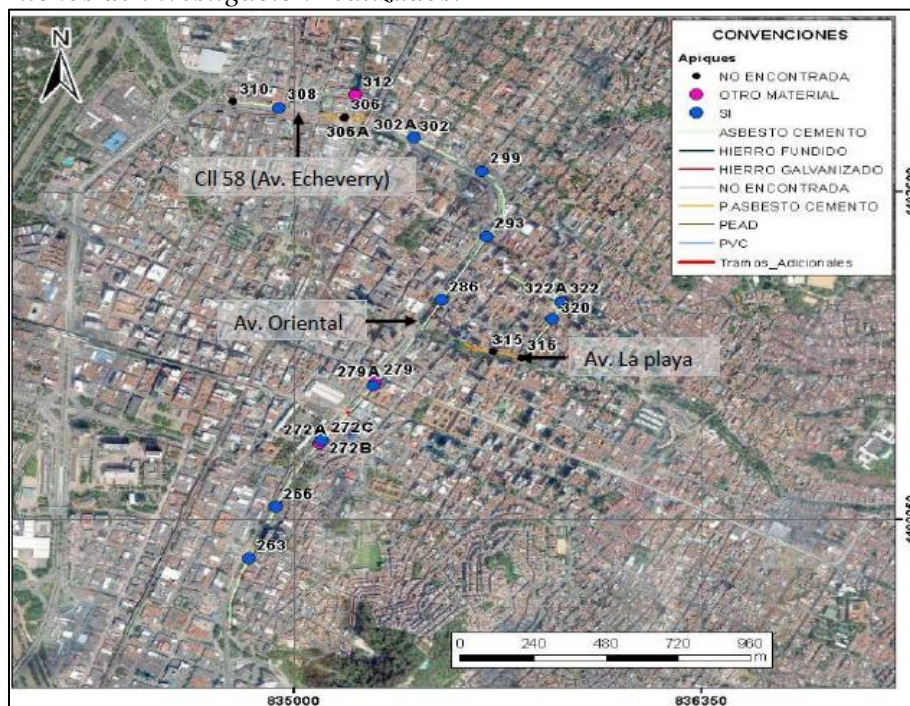 N
310
308
312
306
306A
302A 302
299
293
Cll 58 (Av. Echeverry)
286
322A 322
320
Av. Oriental
315
316
Av. La playa
279A 279
272A 272C
272B
266
263
CONVENCIONES
Apiques
NO ENCONTRADA
OTRO MATERIAL
SI
ASBESTO CEMENTO
HIERRO FUNDIDO
HIERRO GALVANIZADO
NO ENCONTRADA
P.ASBESTO CEMENTO
PEAD
PVC
Tramos_Adicionales
0 240 480 720 960
m
835000 836350